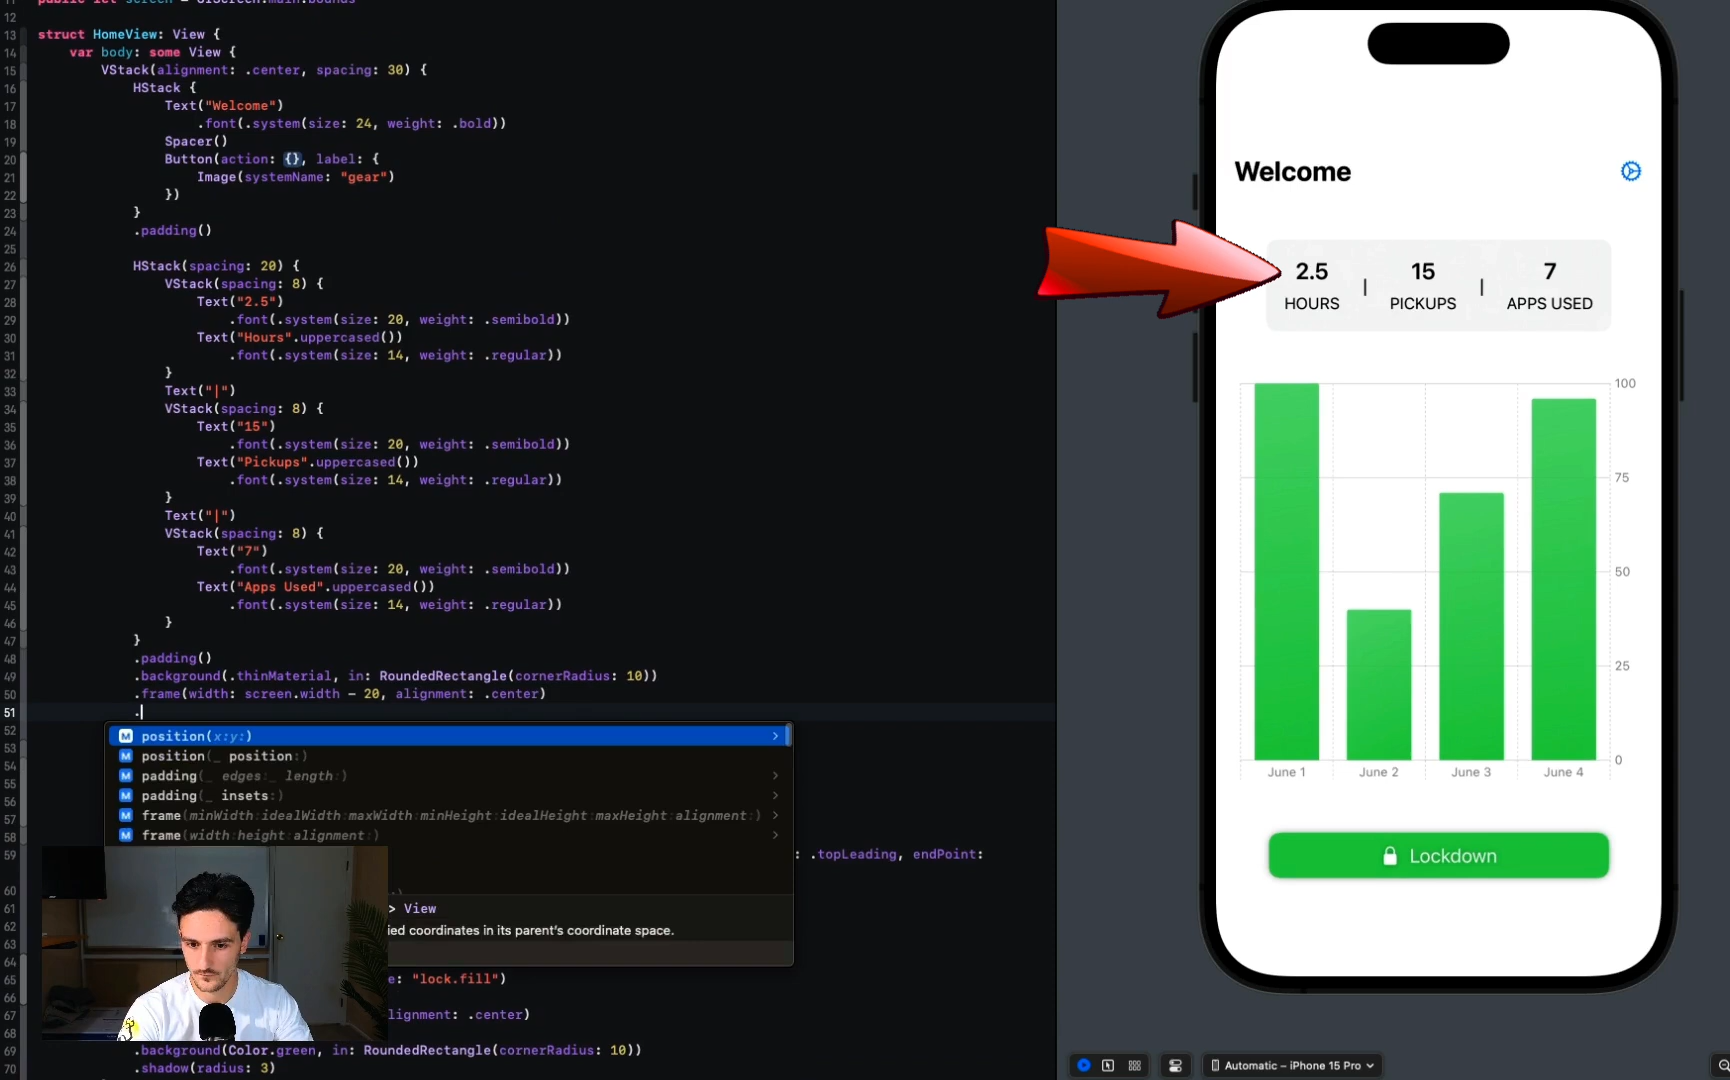 11 public let screen = UIScreen.main.bounds
12
13 struct HomeView: View {
14 var body: some View {
15 VStack(alignment: .center, spacing: 30) {
16 HStack {
17 Text("Welcome")
18 .font(.system(size: 24, weight: .bold))
19 Spacer()
20 Button(action: {}, label: {
21 Image(systemName: "gear")
22 })
23 }
24 .padding()
25
26 HStack(spacing: 20) {
27 VStack(spacing: 8) {
28 Text("2.5")
29 .font(.system(size: 20, weight: .semibold))
30 Text("Hours".uppercased())
31 .font(.system(size: 14, weight: .regular))
32 }
33 Text("|")
34 VStack(spacing: 8) {
35 Text("15")
36 .font(.system(size: 20, weight: .semibold))
37 Text("Pickups".uppercased())
38 .font(.system(size: 14, weight: .regular))
39 }
40 Text("|")
41 VStack(spacing: 8) {
42 Text("7")
43 .font(.system(size: 20, weight: .semibold))
44 Text("Apps Used".uppercased())
45 .font(.system(size: 14, weight: .regular))
46 }
47 }
48 .padding()
49 .background(.thinMaterial, in: RoundedRectangle(cornerRadius: 10))
50 .frame(width: screen.width - 20, alignment: .center)
51 .
52
M position(x:y:)
53
M position(_ position:)
54
M padding(_ edges:_ length:)
55
M padding(_ insets:)
56
M frame(minWidth:idealWidth:maxWidth:minHeight:idealHeight:maxHeight:alignment:)
57
M frame(width:height:alignment:)
58
59 : .topLeading, endPoint:
60
61 > View
62 ied coordinates in its parent's coordinate space.
63
64
65 e: "lock.fill")
66
67 lignment: .center)
68
69 .background(Color.green, in: RoundedRectangle(cornerRadius: 10))
70 .shadow(radius: 3)
Welcome
2.5 | 15 | 7
HOURS PICKUPS APPS USED
100
75
50
25
0
June 1 June 2 June 3 June 4
Lockdown
Automatic – iPhone 15 Pro